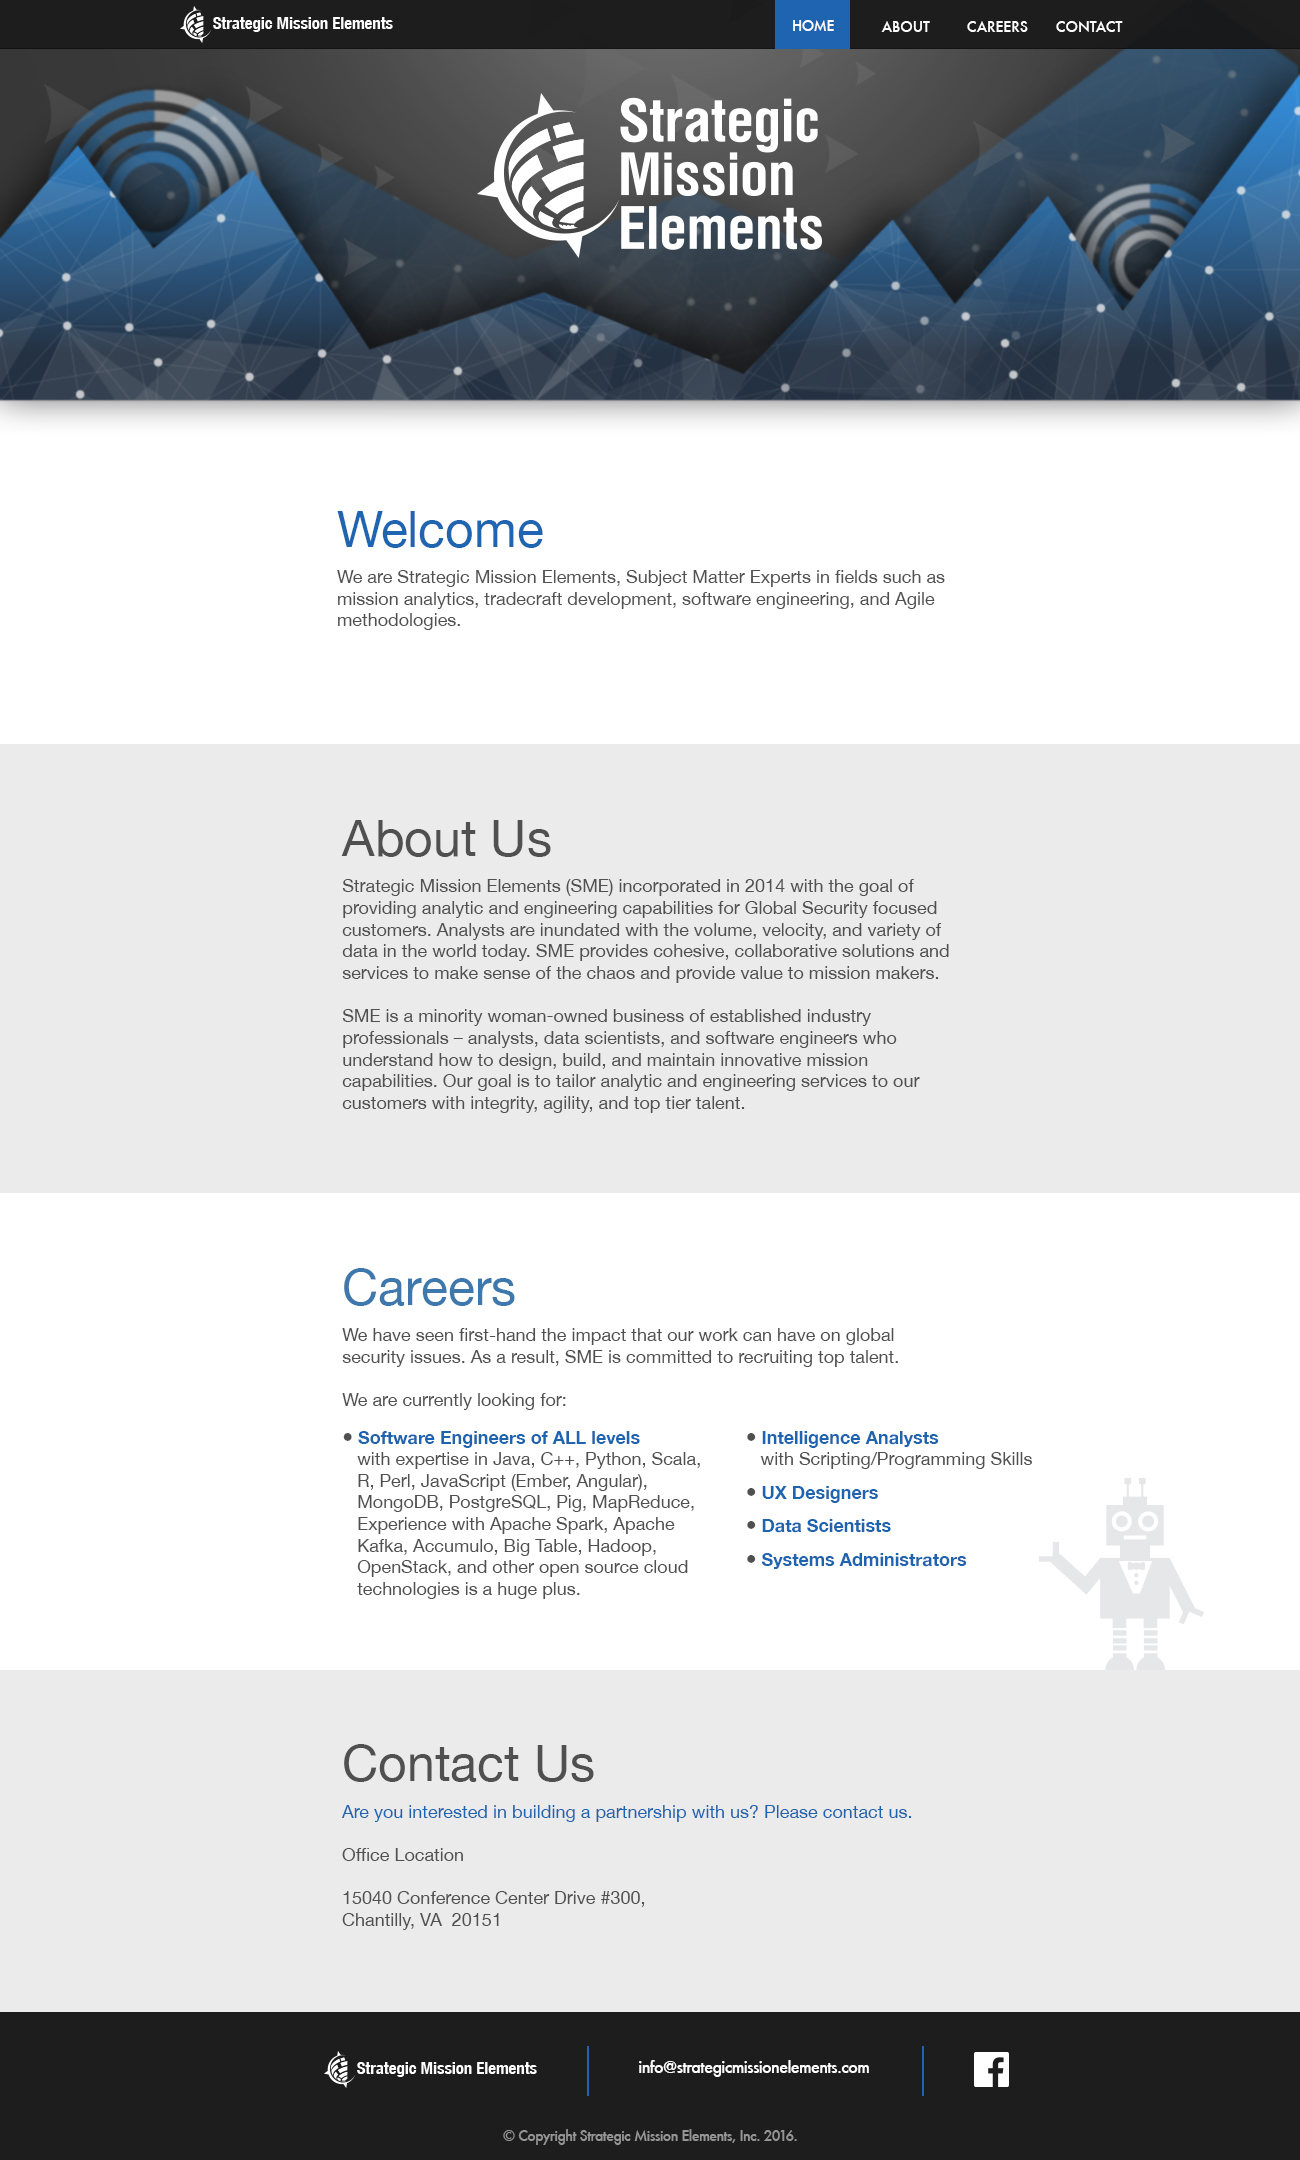 Strategic Mission Elements
HOME
ABOUT
CAREERS
CONTACT
Strategic
Mission
Elements
Welcome
We are Strategic Mission Elements, Subject Matter Experts in fields such as
mission analytics, tradecraft development, software engineering, and Agile
methodologies.
About Us
Strategic Mission Elements (SME) incorporated in 2014 with the goal of
providing analytic and engineering capabilities for Global Security focused
customers. Analysts are inundated with the volume, velocity, and variety of
data in the world today. SME provides cohesive, collaborative solutions and
services to make sense of the chaos and provide value to mission makers.
SME is a minority woman-owned business of established industry
professionals – analysts, data scientists, and software engineers who
understand how to design, build, and maintain innovative mission
capabilities. Our goal is to tailor analytic and engineering services to our
customers with integrity, agility, and top tier talent.
Careers
We have seen first-hand the impact that our work can have on global
security issues. As a result, SME is committed to recruiting top talent.
We are currently looking for:
• Software Engineers of ALL levels
with expertise in Java, C++, Python, Scala,
R, Perl, JavaScript (Ember, Angular),
MongoDB, PostgreSQL, Pig, MapReduce,
Experience with Apache Spark, Apache
Kafka, Accumulo, Big Table, Hadoop,
OpenStack, and other open source cloud
technologies is a huge plus.
• Intelligence Analysts
with Scripting/Programming Skills
• UX Designers
• Data Scientists
• Systems Administrators
Contact Us
Are you interested in building a partnership with us? Please contact us.
Office Location
15040 Conference Center Drive #300,
Chantilly, VA  20151
Strategic Mission Elements
info@strategicmissionelements.com
© Copyright Strategic Mission Elements, Inc. 2016.